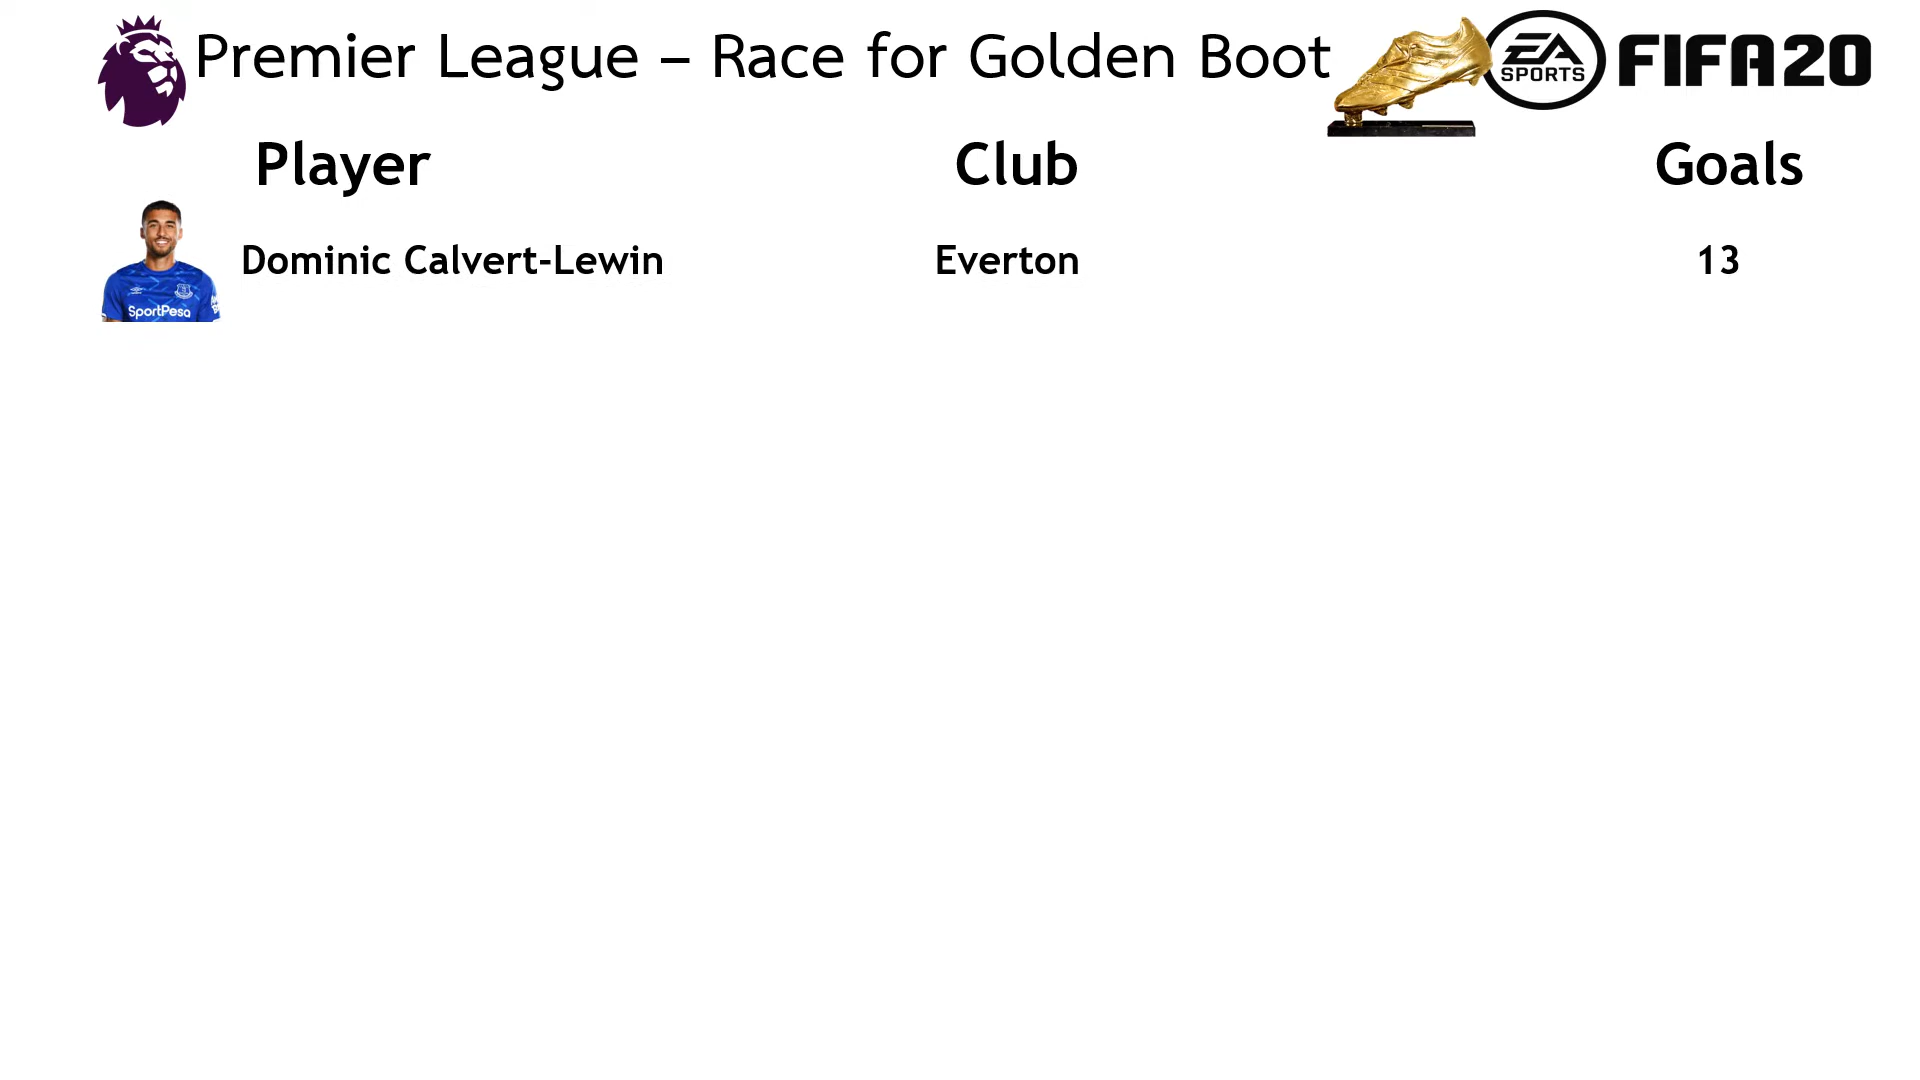 Premier League – Race for Golden Boot
EA SPORTS FIFA20
Player Club Goals
Dominic Calvert-Lewin Everton 13
SportPesa